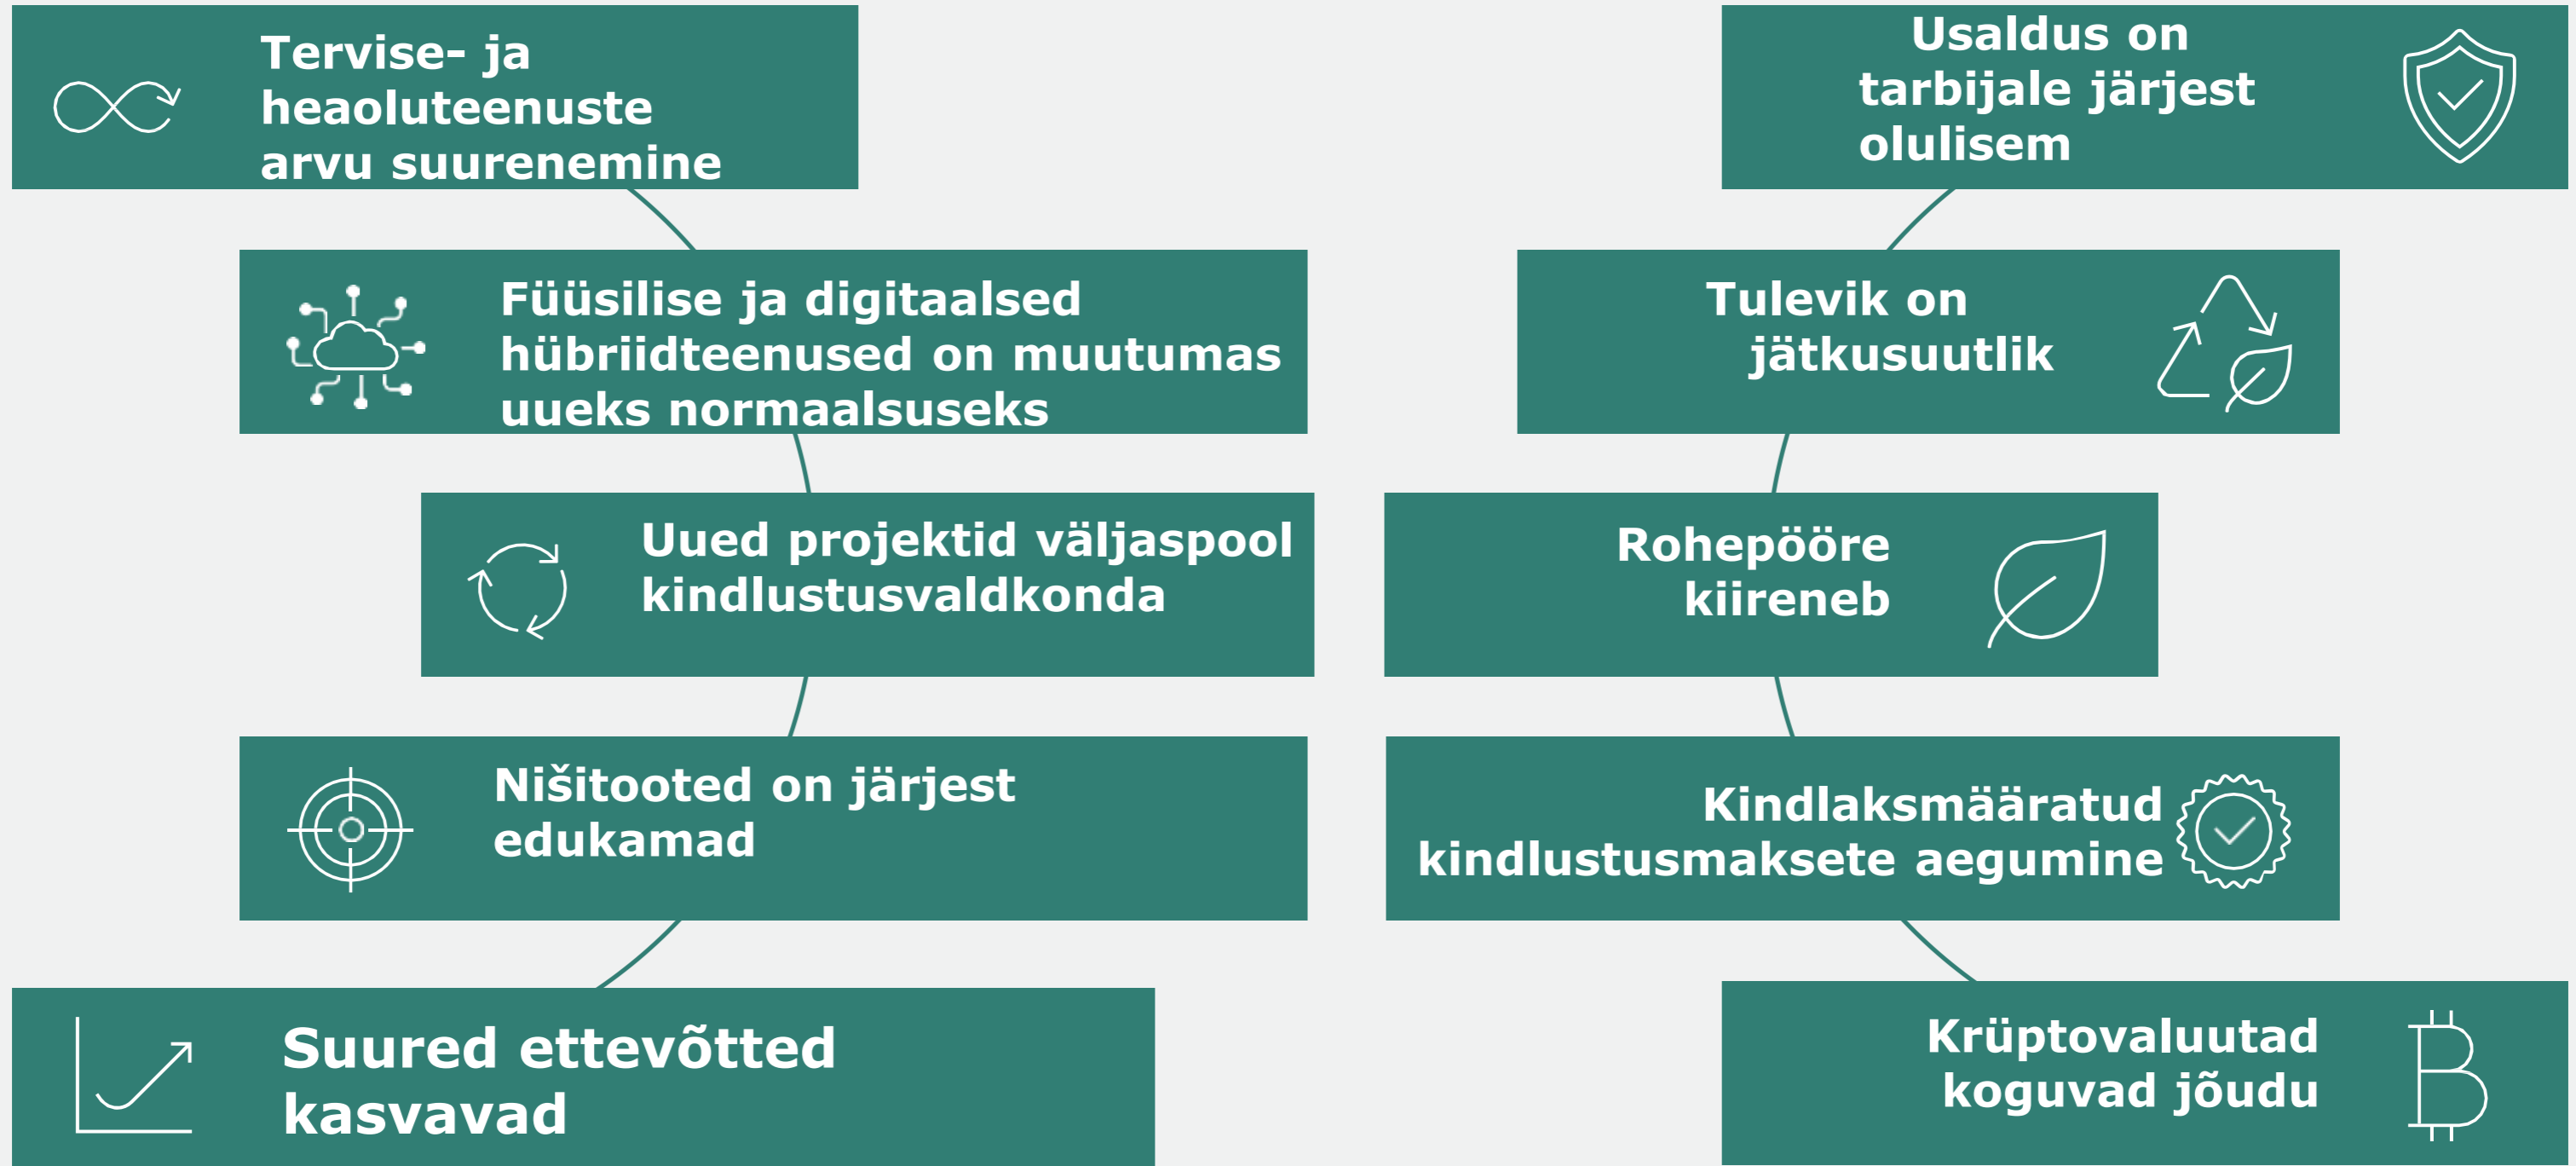 Tervise- ja
heaoluteenuste
arvu suurenemine
Füüsilise ja digitaalsed
hübriidteenused on muutumas
uueks normaalsuseks
Uued projektid väljaspool
kindlustusvaldkonda
Nišitooted on järjest
edukamad
Suured ettevõtted
kasvavad
Usaldus on
tarbijale järjest
olulisem
Tulevik on
jätkusuutlik
Rohepööre
kiireneb
Kindlaksmääratud
kindlustusmaksete aegumine
Krüptovaluutad
koguvad jõudu